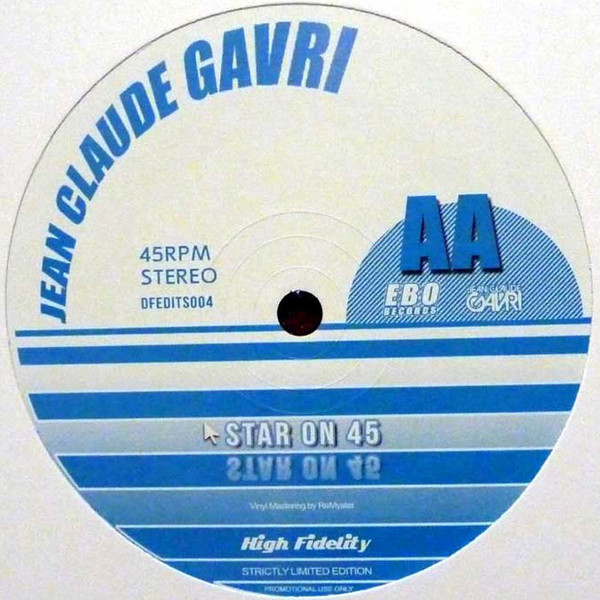 JEAN CLAUDE GAVRI
AA
45RPM
STEREO
DFEDITS004
EBO
RECORDS
JEAN CLAUDE
GAVRI
STAR ON 45
STAR ON 45
Vinyl Mastering by ReMyster
High Fidelity
STRICTLY LIMITED EDITION
PROMOTIONAL USE ONLY